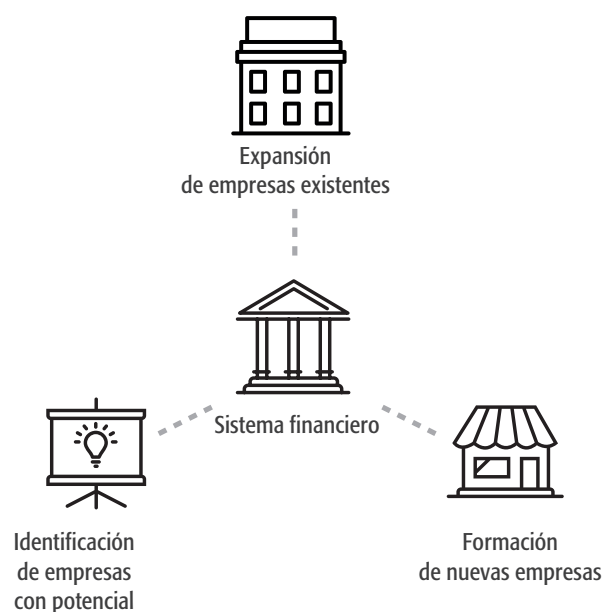 Expansión
de empresas existentes
Sistema financiero
Identificación
de empresas
con potencial
Formación
de nuevas empresas